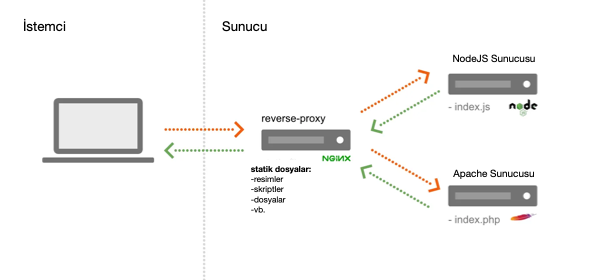 İstemci
Sunucu
NodeJS Sunucusu
- index.js
node
reverse-proxy
NGINX
statik dosyalar:
-resimler
-skriptler
-dosyalar
-vb.
Apache Sunucusu
- index.php